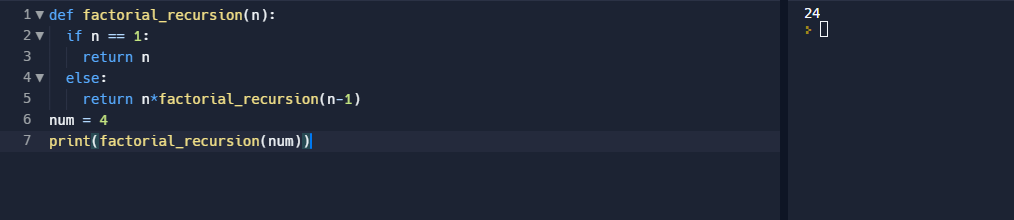 1 def factorial_recursion(n):
2   if n == 1:
3     return n
4   else:
5     return n*factorial_recursion(n-1)
6 num = 4
7 print(factorial_recursion(num))
24